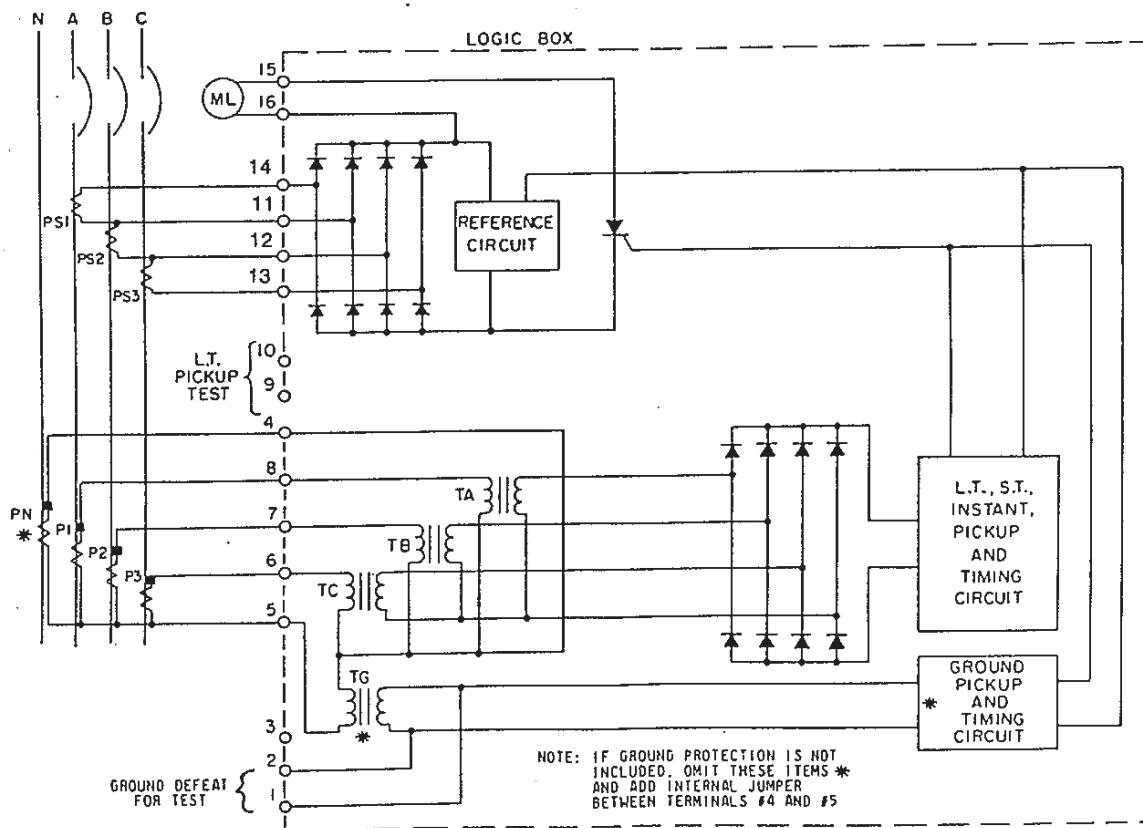 N A B C
LOGIC BOX
15
ML
16
14
11
PS1
REFERENCE
CIRCUIT
12
PS2
13
PS3
10
L.T.
PICKUP
TEST
9
4
8
TA
L.T., S.T.,
INSTANT,
PICKUP
AND
TIMING
CIRCUIT
PN
*
P1
7
TB
P2
6
P3
TC
5
TG
*
GROUND
PICKUP
* AND
TIMING
CIRCUIT
3
2
GROUND DEFEAT
FOR TEST
1
NOTE: IF GROUND PROTECTION IS NOT
INCLUDED, OMIT THESE ITEMS *
AND ADD INTERNAL JUMPER
BETWEEN TERMINALS #4 AND #5